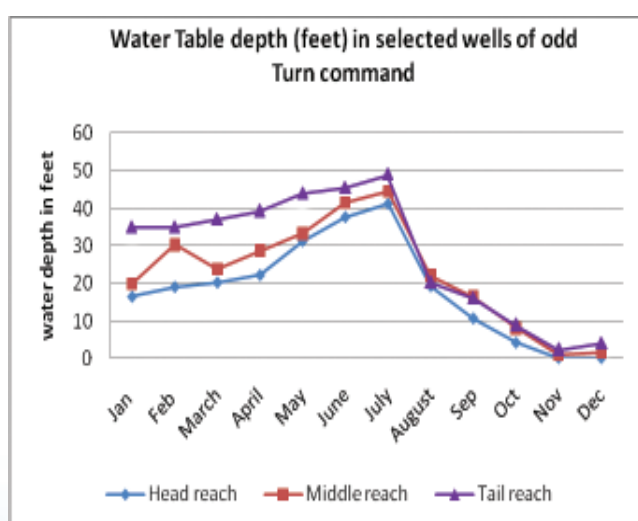 Water Table depth (feet) in selected wells of odd
Turn command
water depth in feet
60
50
40
30
20
10
0
Jan
Feb
March
April
May
June
July
August
Sep
Oct
Nov
Dec
Head reach
Middle reach
Tail reach